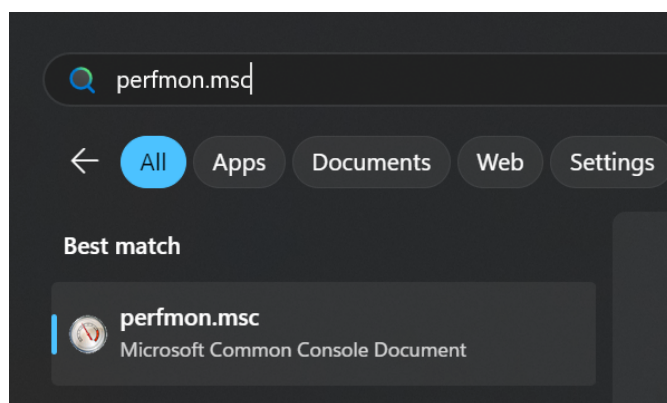 perfmon.msc
All Apps Documents Web Settings
Best match
perfmon.msc
Microsoft Common Console Document